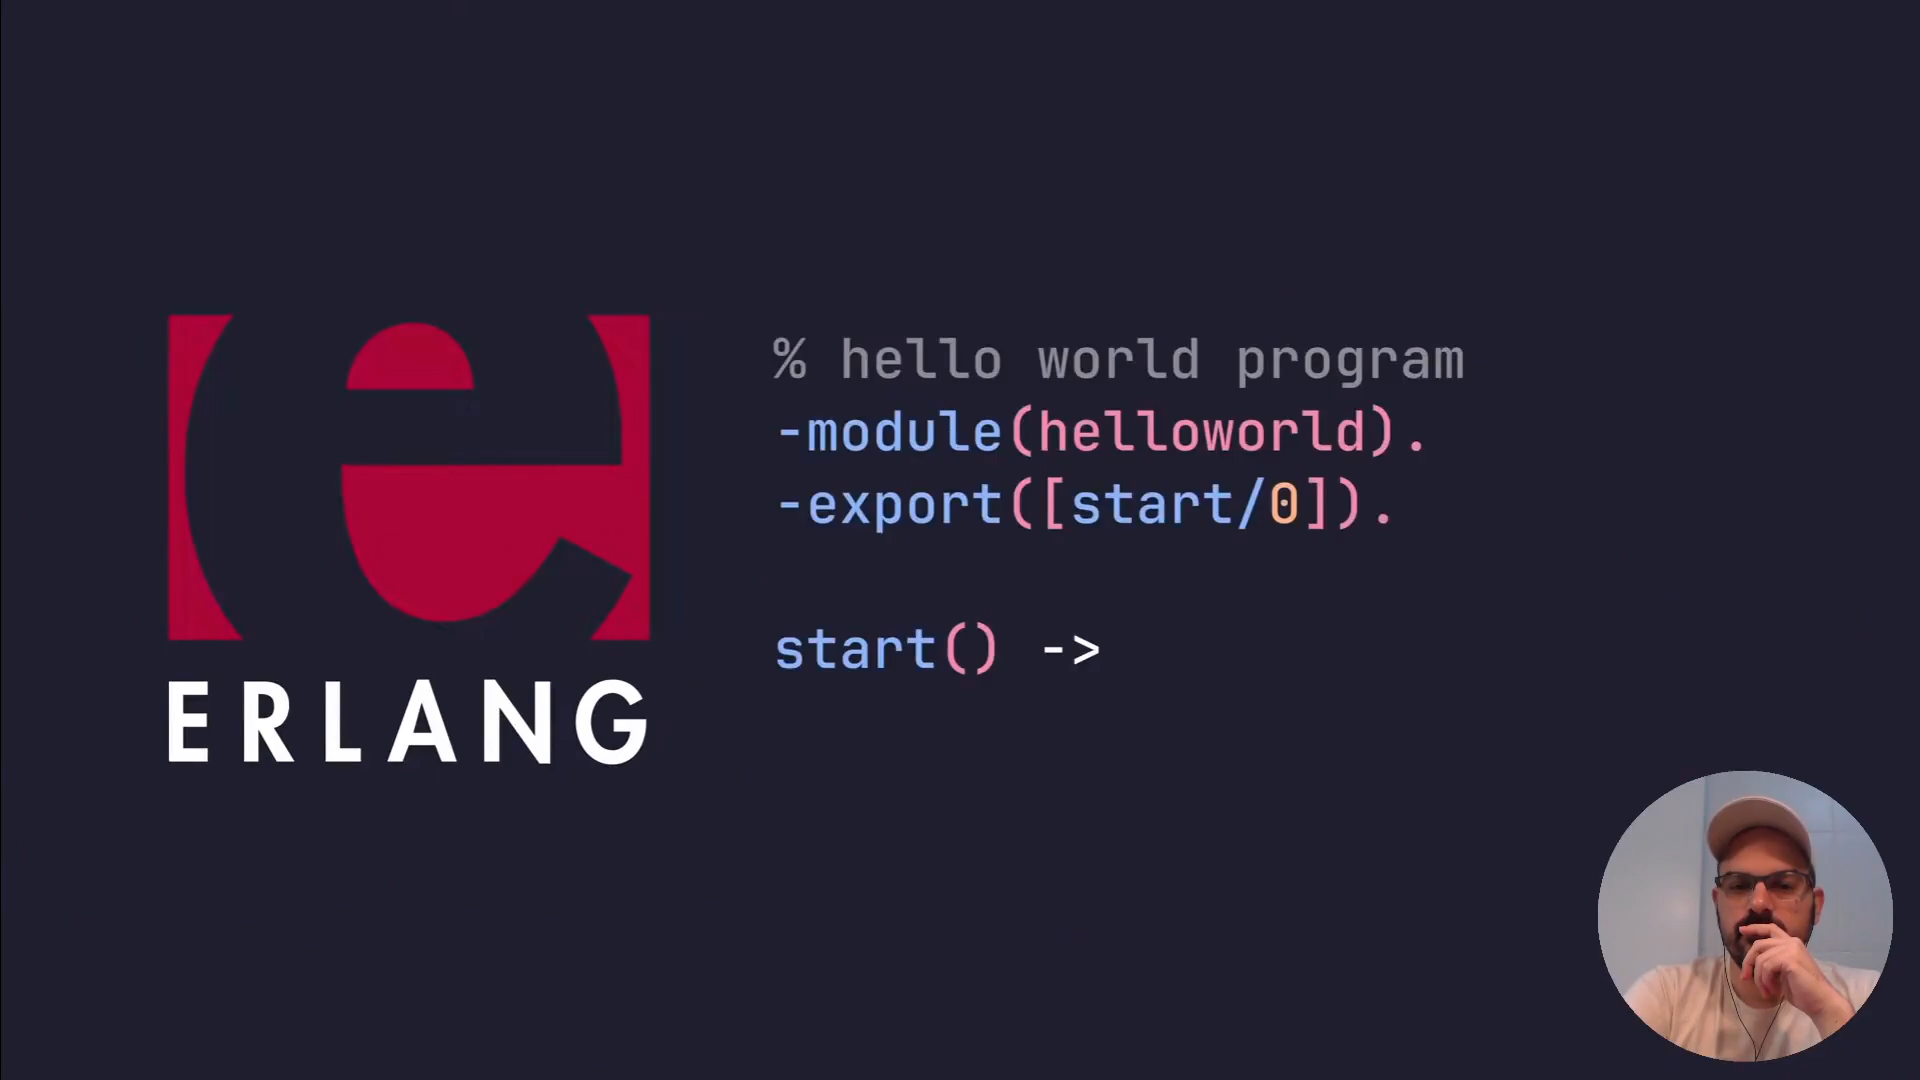 ERLANG
% hello world program
-module(helloworld).
-export([start/0]).
start() ->